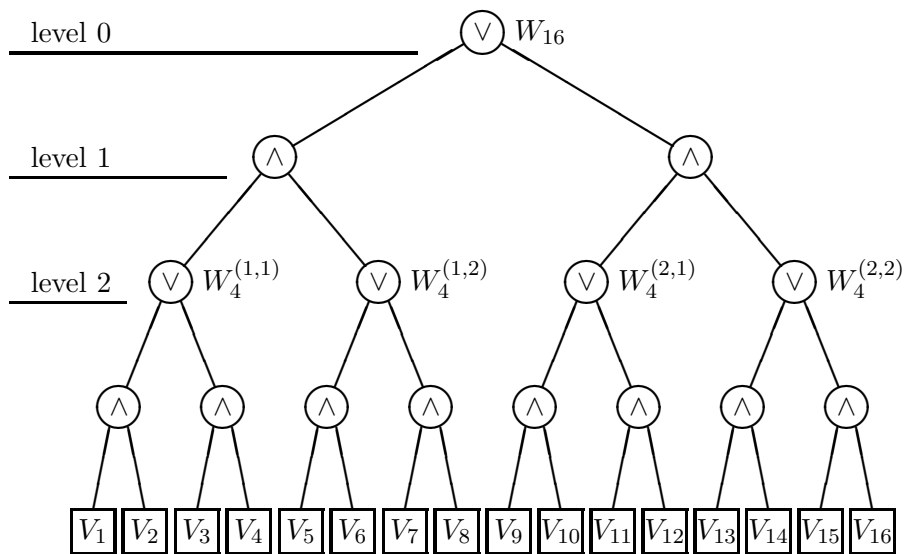 level 0 ∨ W₁₆
level 1 ∧ ∧
level 2 ∨ W₄⁽¹,¹⁾ ∨ W₄⁽¹,²⁾ ∨ W₄⁽²,¹⁾ ∨ W₄⁽²,²⁾
∧ ∧ ∧ ∧ ∧ ∧ ∧ ∧
V₁ V₂ V₃ V₄ V₅ V₆ V₇ V₈ V₉ V₁₀ V₁₁ V₁₂ V₁₃ V₁₄ V₁₅ V₁₆